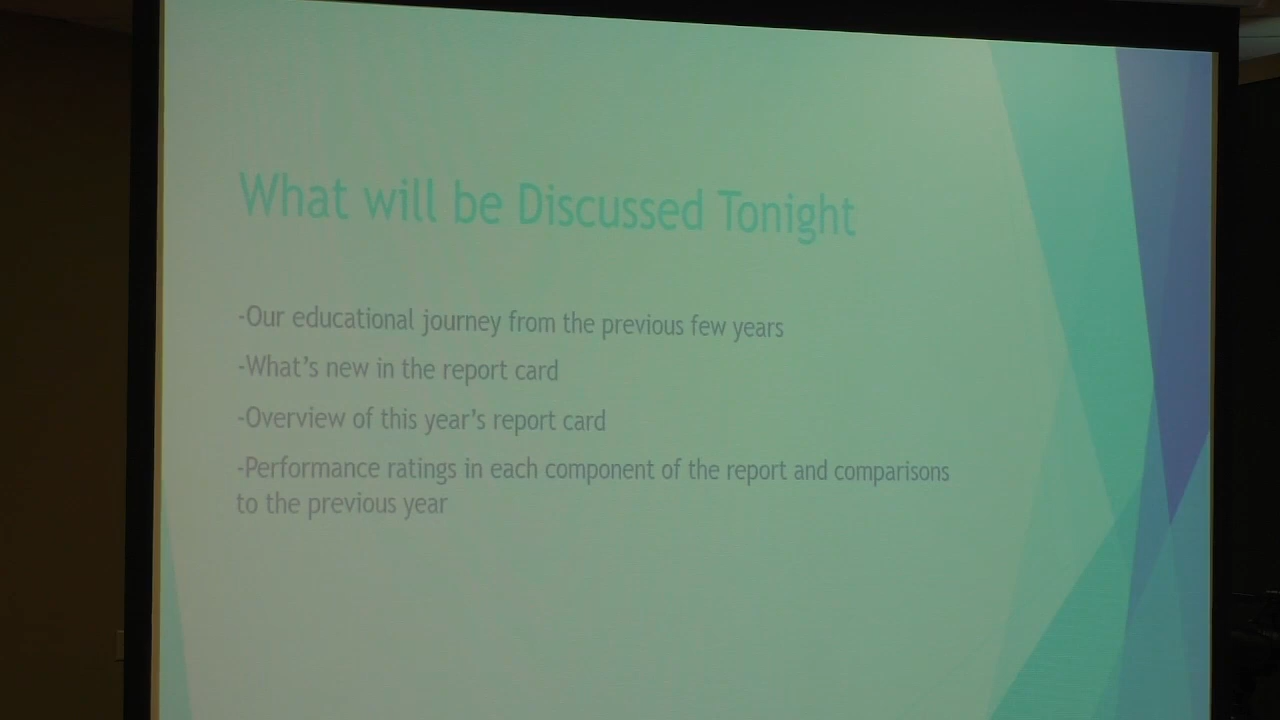 What will be Discussed Tonight
-Our educational journey from the previous few years
-What’s new in the report card
-Overview of this year’s report card
-Performance ratings in each component of the report and comparisons
to the previous year